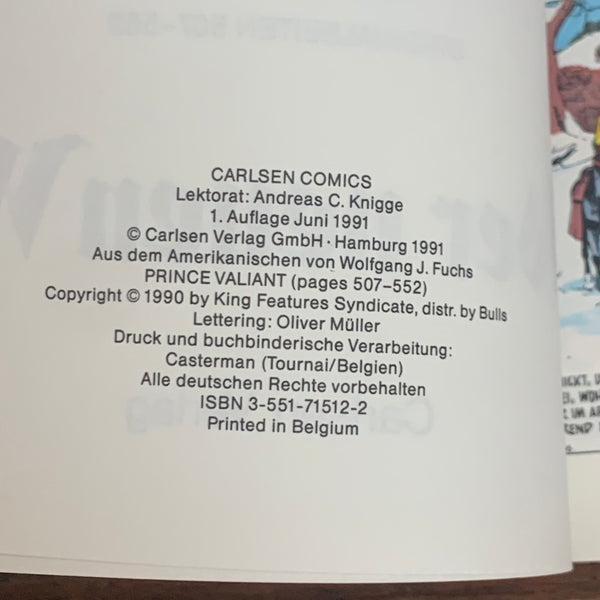 CARLSEN COMICS
Lektorat: Andreas C. Knigge
1. Auflage Juni 1991
© Carlsen Verlag GmbH · Hamburg 1991
Aus dem Amerikanischen von Wolfgang J. Fuchs
PRINCE VALIANT (pages 507–552)
Copyright © 1990 by King Features Syndicate, distr. by Bulls
Lettering: Oliver Müller
Druck und buchbinderische Verarbeitung:
Casterman (Tournai/Belgien)
Alle deutschen Rechte vorbehalten
ISBN 3-551-71512-2
Printed in Belgium